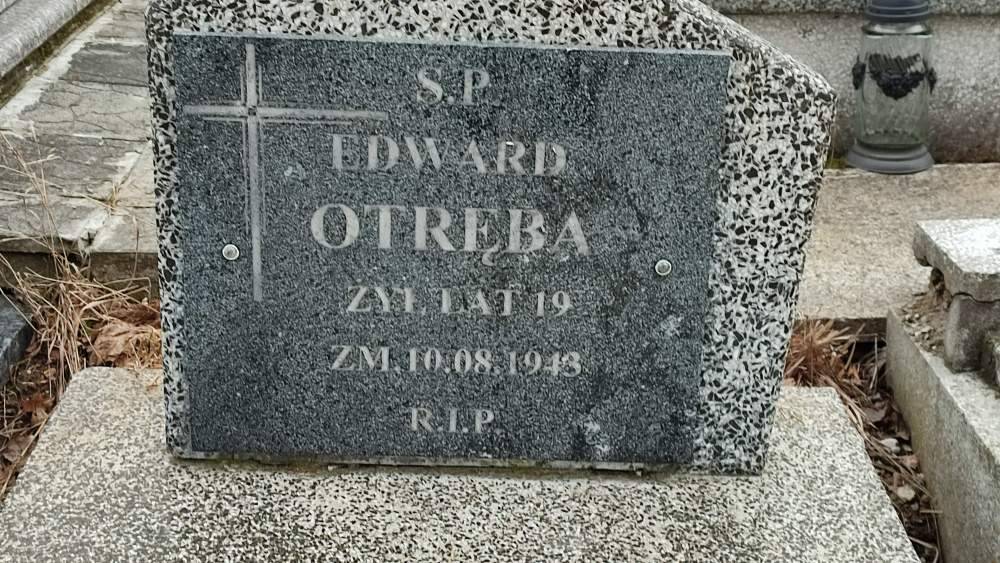 Ś.P.
EDWARD
OTRĘBA
ŻYŁ LAT 19
ZM.10.08.1943
R.I.P.